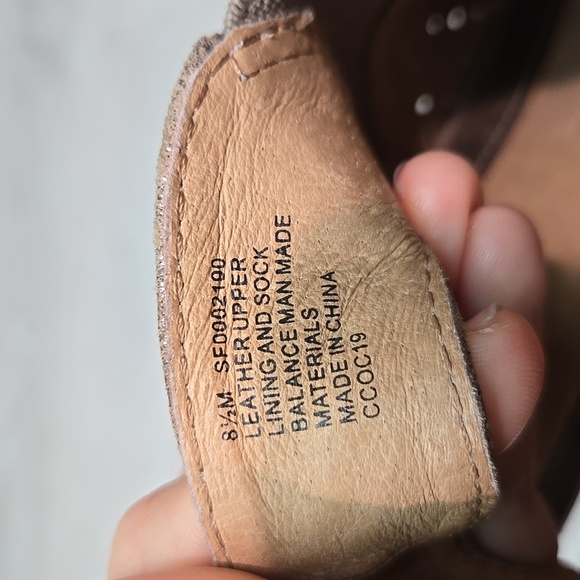 8½M SF0002190
LEATHER UPPER
LINING AND SOCK
BALANCE MAN MADE
MATERIALS
MADE IN CHINA
CCOC19